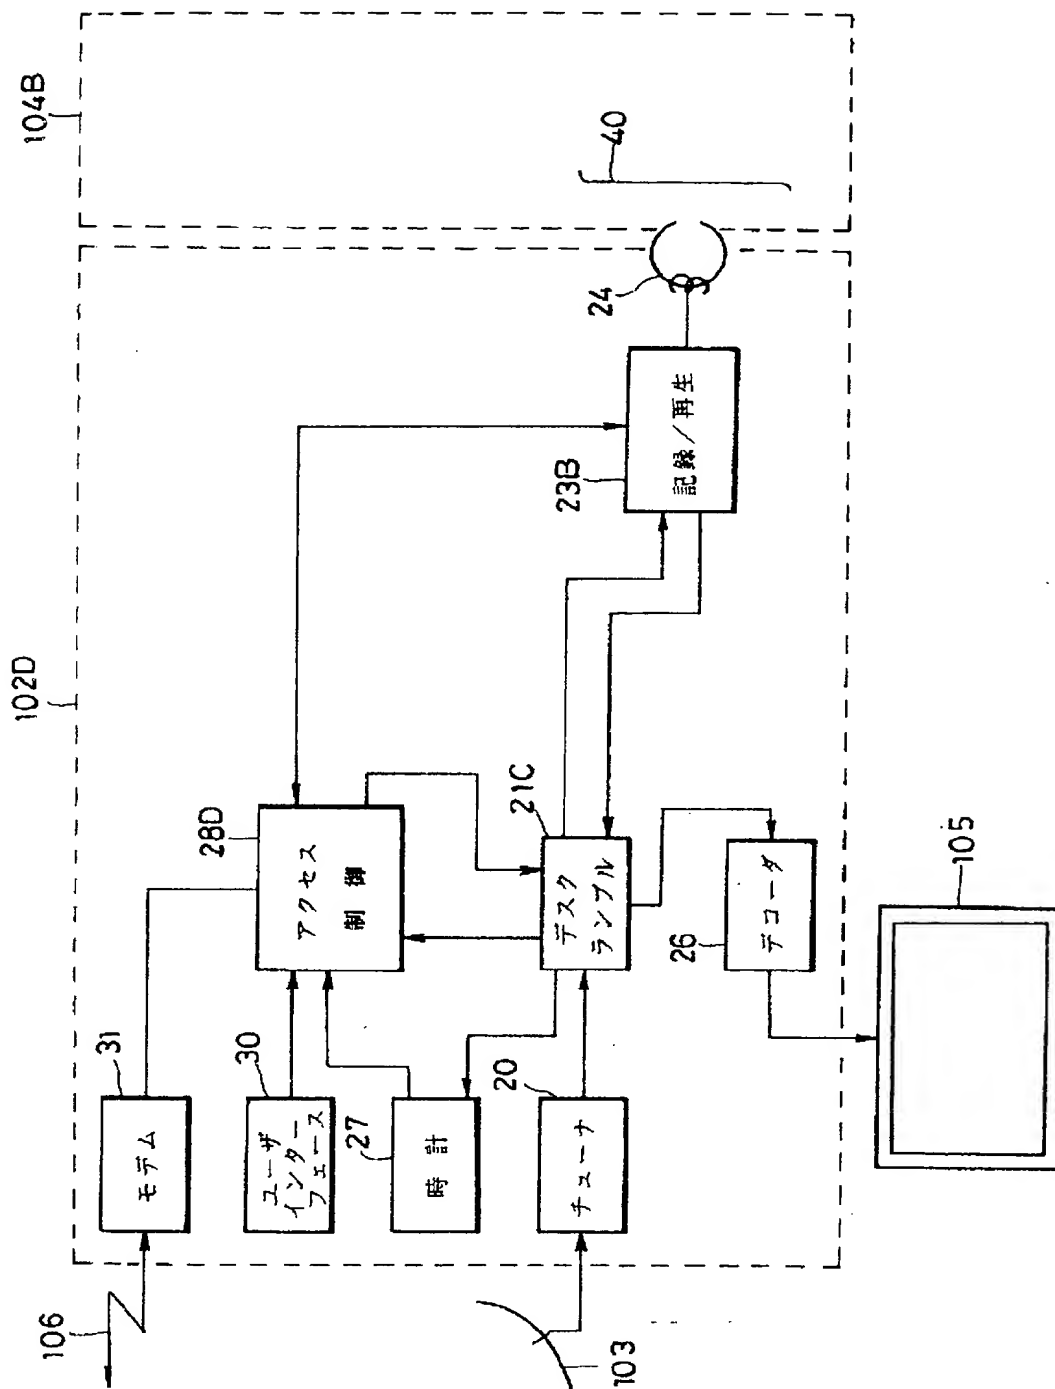 102D
104B
106
31
モデム
30
ユーザ
インター
フェース
27
時計
20
チューナ
103
28D
アクセス
制御
21C
デスク
ランブル
26
デコーダ
105
23B
記録／再生
24
40